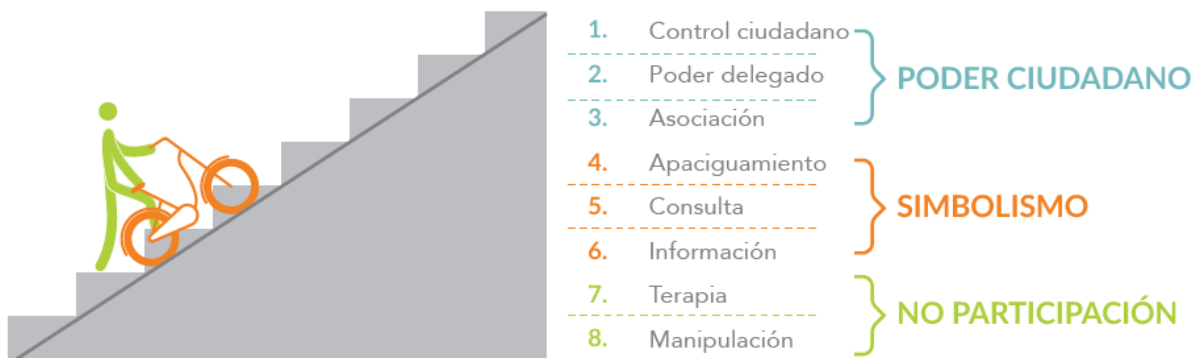 1. Control ciudadano
2. Poder delegado
3. Asociación
PODER CIUDADANO
4. Apaciguamiento
5. Consulta
6. Información
SIMBOLISMO
7. Terapia
8. Manipulación
NO PARTICIPACIÓN